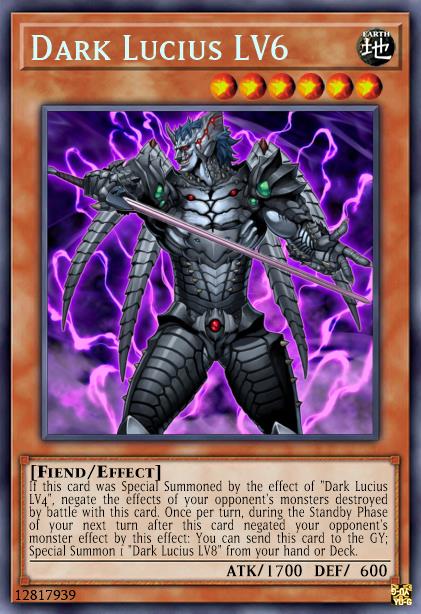 DARK LUCIUS LV6
EARTH
地
[FIEND/EFFECT]
If this card was Special Summoned by the effect of "Dark Lucius
LV4", negate the effects of your opponent's monsters destroyed
by battle with this card. Once per turn, during the Standby Phase
of your next turn after this card negated your opponent's
monster effect by this effect: You can send this card to the GY;
Special Summon 1 "Dark Lucius LV8" from your hand or Deck.
ATK/1700 DEF/ 600
12817939